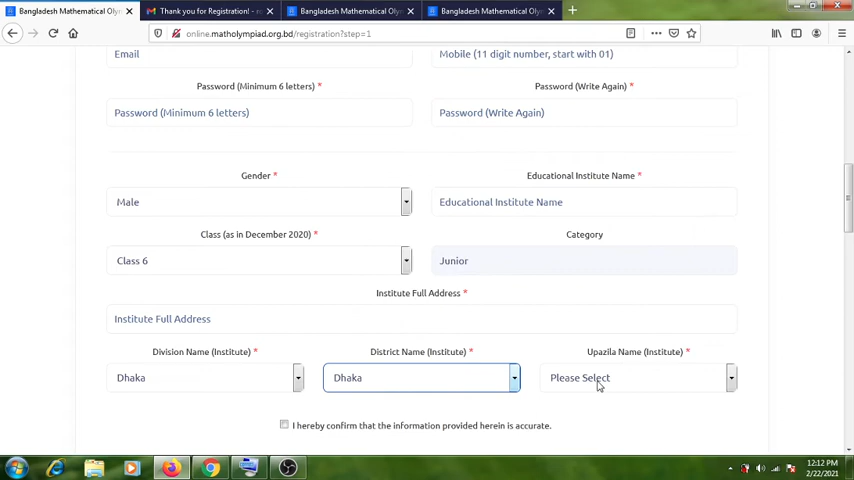 Bangladesh Mathematical Olym
Thank you for Registration! - r
Bangladesh Mathematical Olym
Bangladesh Mathematical Olym
online.matholympiad.org.bd/registration?step=1
Email
Mobile (11 digit number, start with 01)
Password (Minimum 6 letters) *
Password (Write Again) *
Password (Minimum 6 letters)
Password (Write Again)
Gender *
Educational Institute Name *
Male
Educational Institute Name
Class (as in December 2020) *
Category
Class 6
Junior
Institute Full Address *
Institute Full Address
Division Name (Institute) *
District Name (Institute) *
Upazila Name (Institute) *
Dhaka
Dhaka
Please Select
I hereby confirm that the information provided herein is accurate.
12:12 PM
2/22/2021